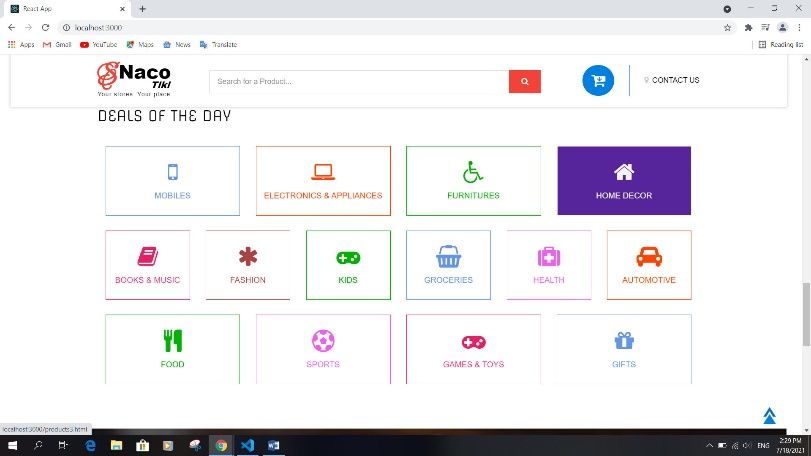 React App
localhost:3000
Apps Gmail YouTube Maps News Translate Reading list
Naco
Tiki
Your stores. Your place
Search for a Product...
CONTACT US
DEALS OF THE DAY
MOBILES ELECTRONICS & APPLIANCES FURNITURES HOME DECOR
BOOKS & MUSIC FASHION KIDS GROCERIES HEALTH AUTOMOTIVE
FOOD SPORTS GAMES & TOYS GIFTS
localhost:3000/products3.html
ENG
2:29 PM
7/18/2021